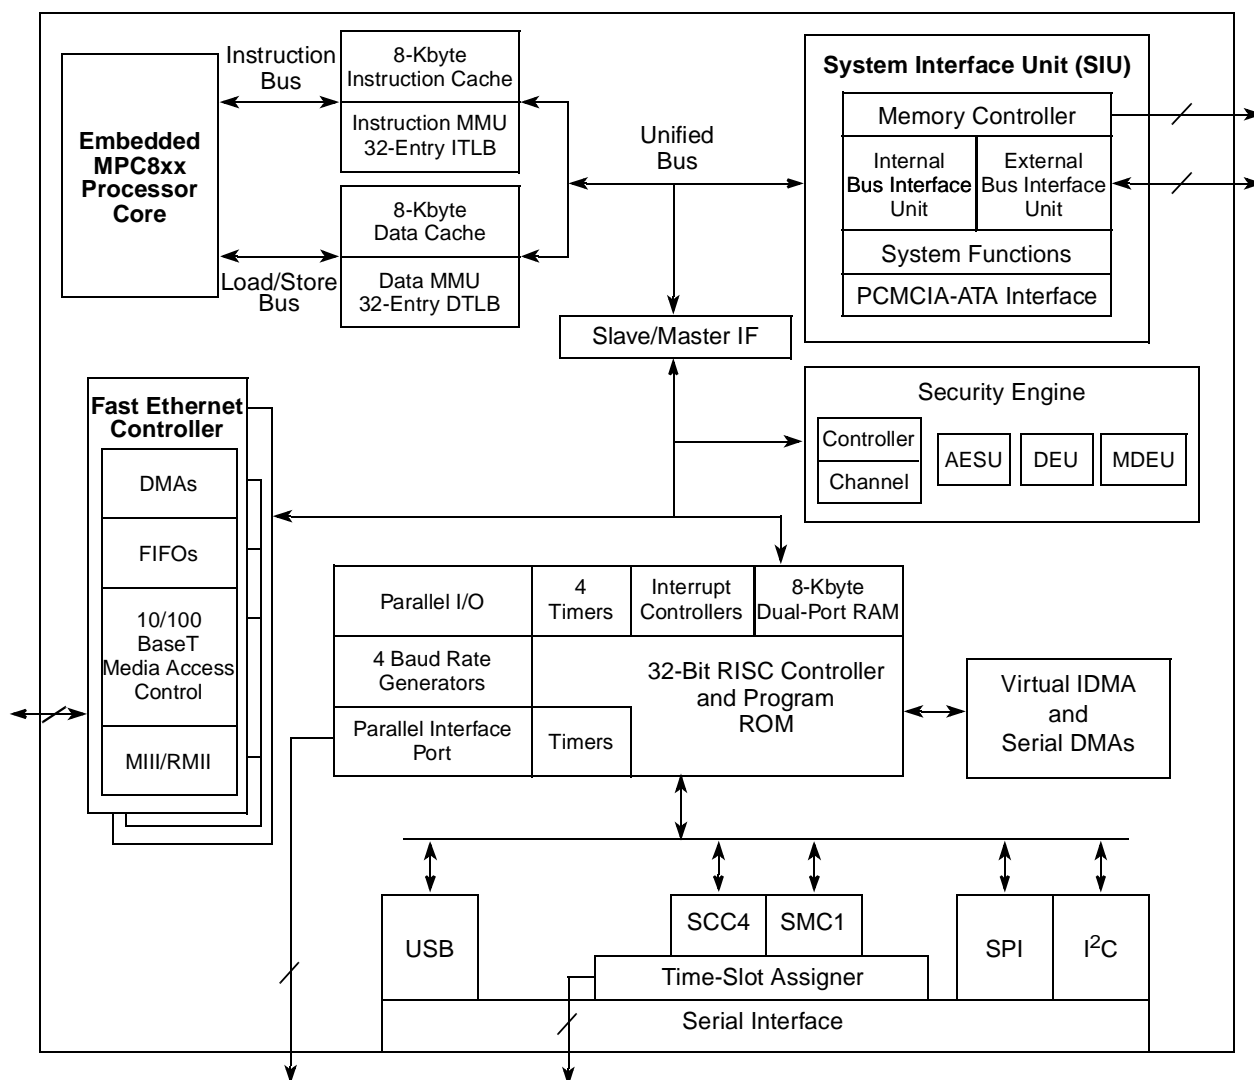 Instruction
Bus
8-Kbyte
Instruction Cache
Instruction MMU
32-Entry ITLB
Embedded
MPC8xx
Processor
Core
8-Kbyte
Data Cache
Data MMU
32-Entry DTLB
Load/Store
Bus
Unified
Bus
System Interface Unit (SIU)
Memory Controller
Internal
Bus Interface
Unit
External
Bus Interface
Unit
System Functions
PCMCIA-ATA Interface
Slave/Master IF
Security Engine
Controller
Channel
AESU
DEU
MDEU
Fast Ethernet
Controller
DMAs
FIFOs
10/100
BaseT
Media Access
Control
MIII/RMII
Parallel I/O
4
Timers
Interrupt
Controllers
8-Kbyte
Dual-Port RAM
4 Baud Rate
Generators
32-Bit RISC Controller
and Program
ROM
Parallel Interface
Port
Timers
Virtual IDMA
and
Serial DMAs
USB
SCC4
SMC1
SPI
I²C
Time-Slot Assigner
Serial Interface